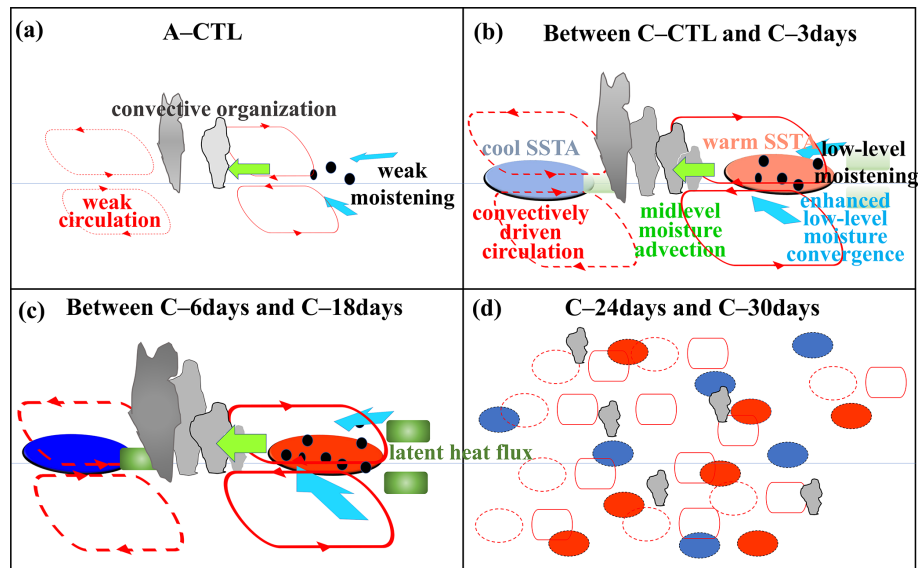 (a)
A–CTL
convective organization
weak
moistening
weak
circulation
(b)
Between C–CTL and C–3days
cool SSTA
warm SSTA
low–level
moistening
convectively
driven
circulation
midlevel
moisture
advection
enhanced
low–level
moisture
convergence
(c)
Between C–6days and C–18days
latent heat flux
(d)
C–24days and C–30days